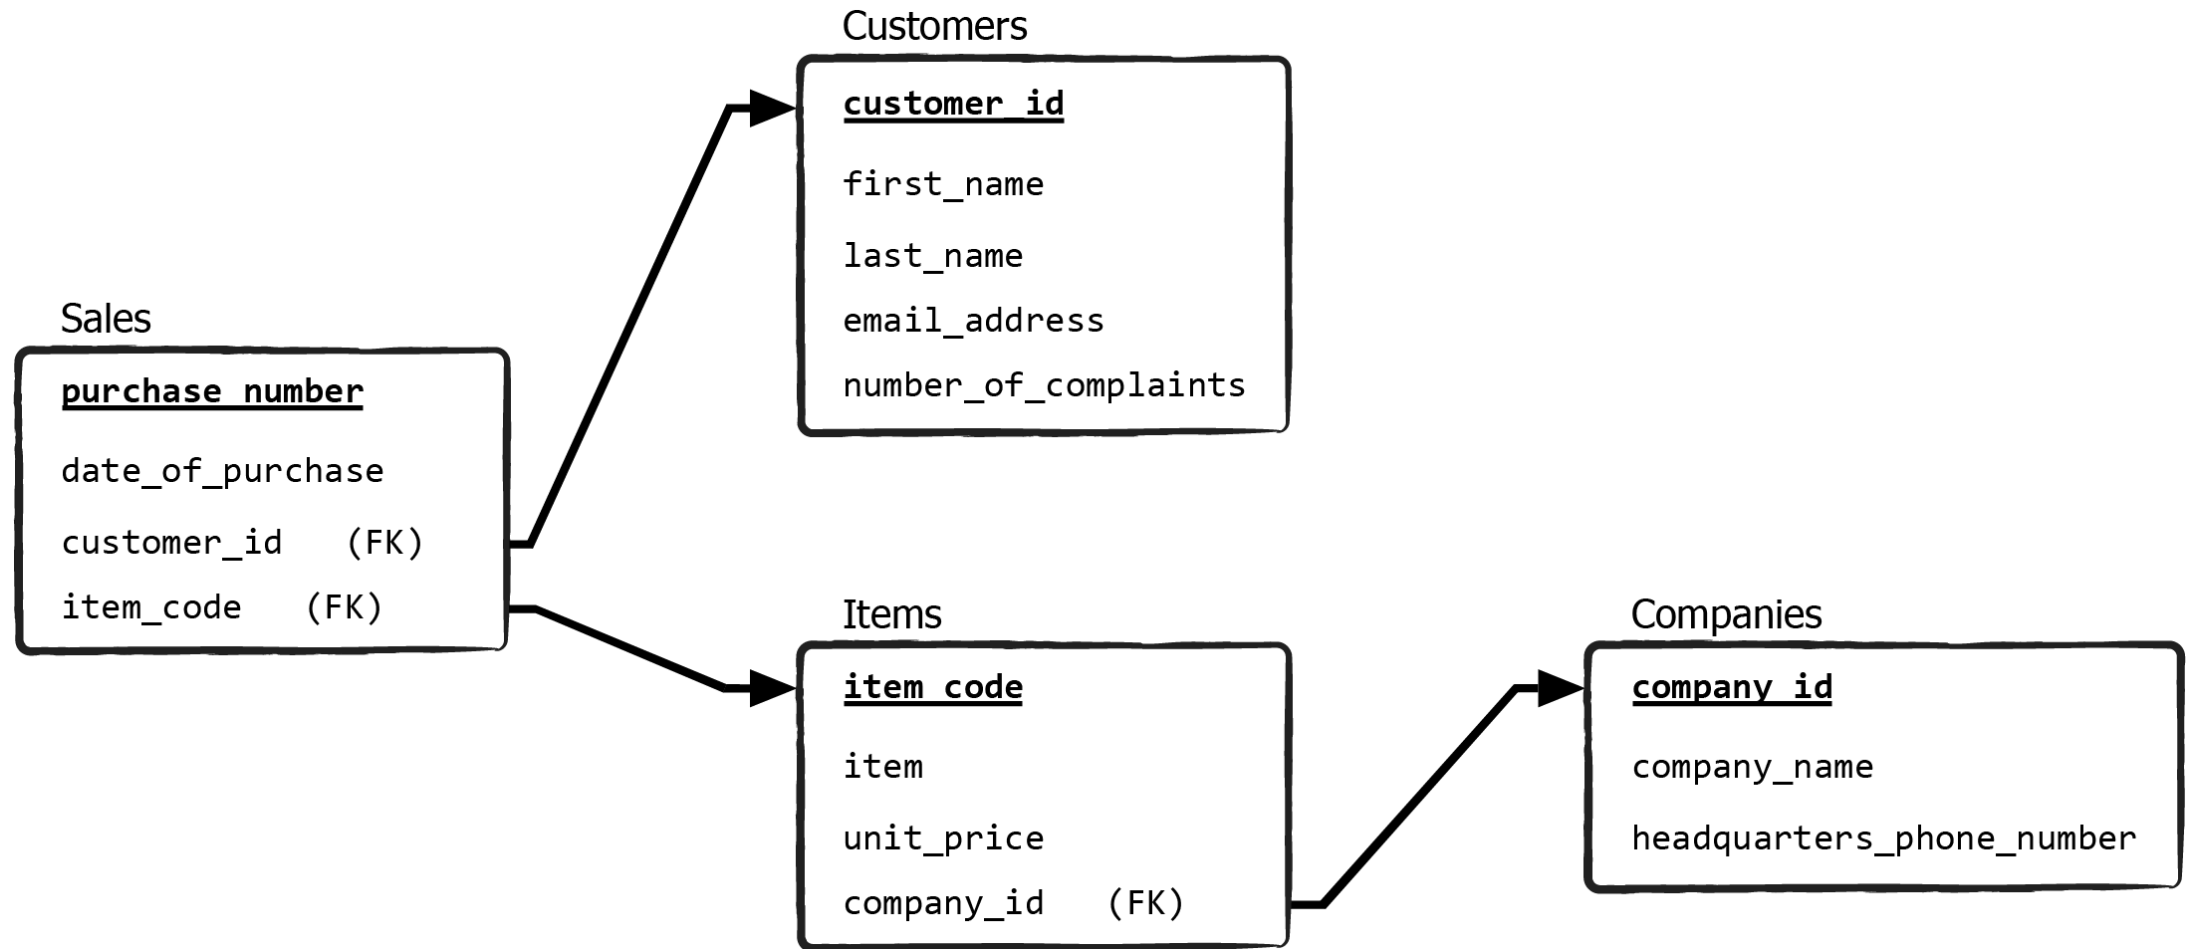 Customers
customer_id
first_name
last_name
email_address
number_of_complaints
Sales
purchase_number
date_of_purchase
customer_id (FK)
item_code (FK)
Items
item_code
item
unit_price
company_id (FK)
Companies
company_id
company_name
headquarters_phone_number